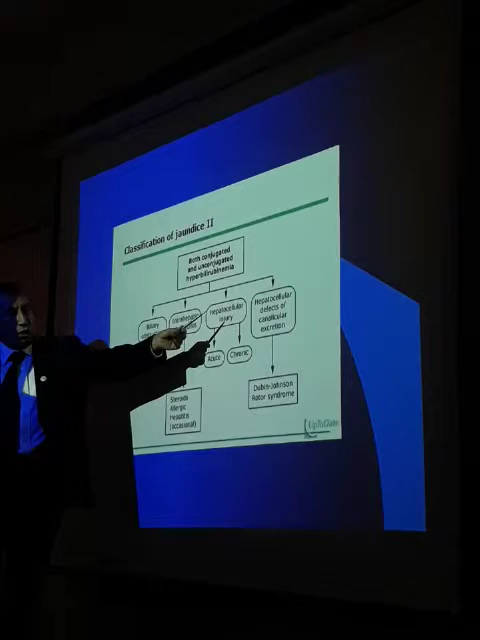 Classification of jaundice II
Both conjugated
and unconjugated
hyperbilirubinemia
Biliary
Hepatocellular
injury
Hepatocellular
defects of
canalicular
excretion
Acute
Chronic
Steroids
Allergic
Hepatitis
(occasional)
Dubin-Johnson
Rotor syndrome
UpToDate